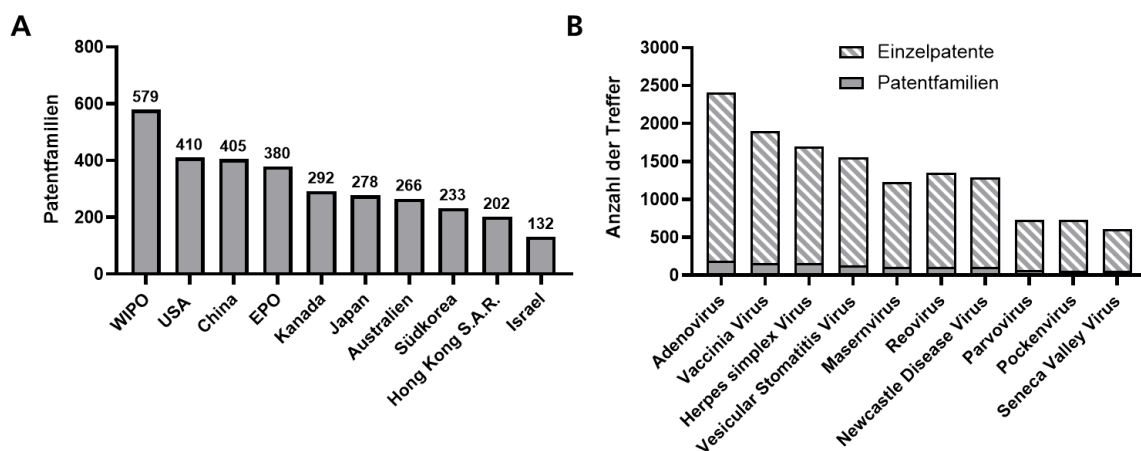 A
Patentfamilien
800
600
400
200
0
579
410
405
380
292
278
266
233
202
132
WIPO
USA
China
EPO
Kanada
Japan
Australien
Südkorea
Hong Kong S.A.R.
Israel
B
Anzahl der Treffer
3000
2500
2000
1500
1000
500
0
Einzelpatente
Patentfamilien
Adenovirus
Vaccinia Virus
Herpes simplex Virus
Vesicular Stomatitis Virus
Masernvirus
Reovirus
Newcastle Disease Virus
Parvovirus
Pockenvirus
Seneca Valley Virus